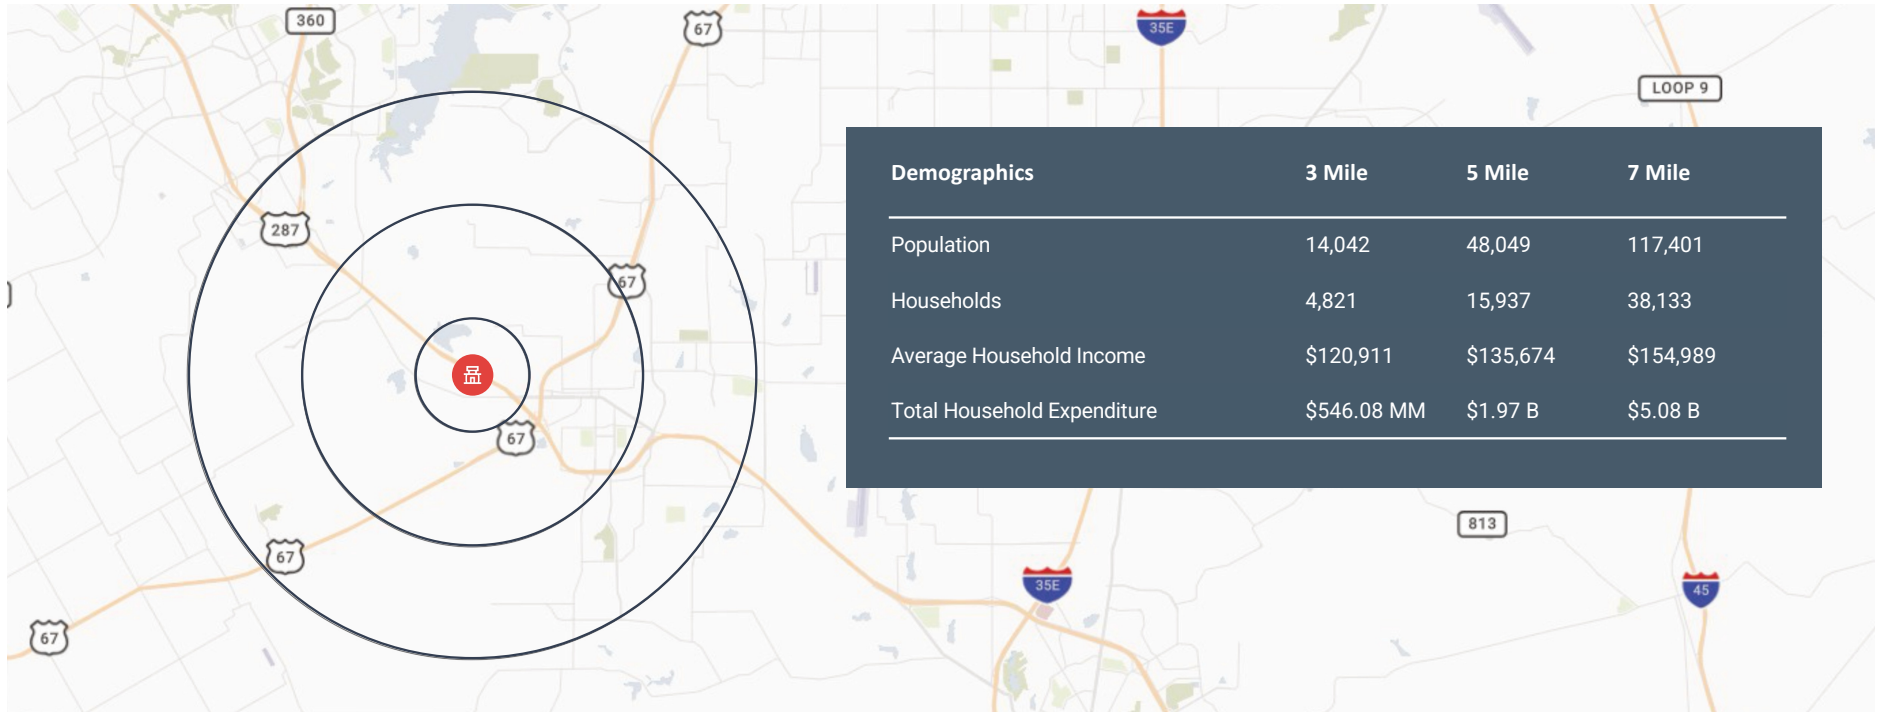 360
67
35E
LOOP 9
Demographics 3 Mile 5 Mile 7 Mile
287
Population 14,042 48,049 117,401
67
Households 4,821 15,937 38,133
Average Household Income $120,911 $135,674 $154,989
Total Household Expenditure $546.08 MM $1.97 B $5.08 B
67
813
67
35E
45
67